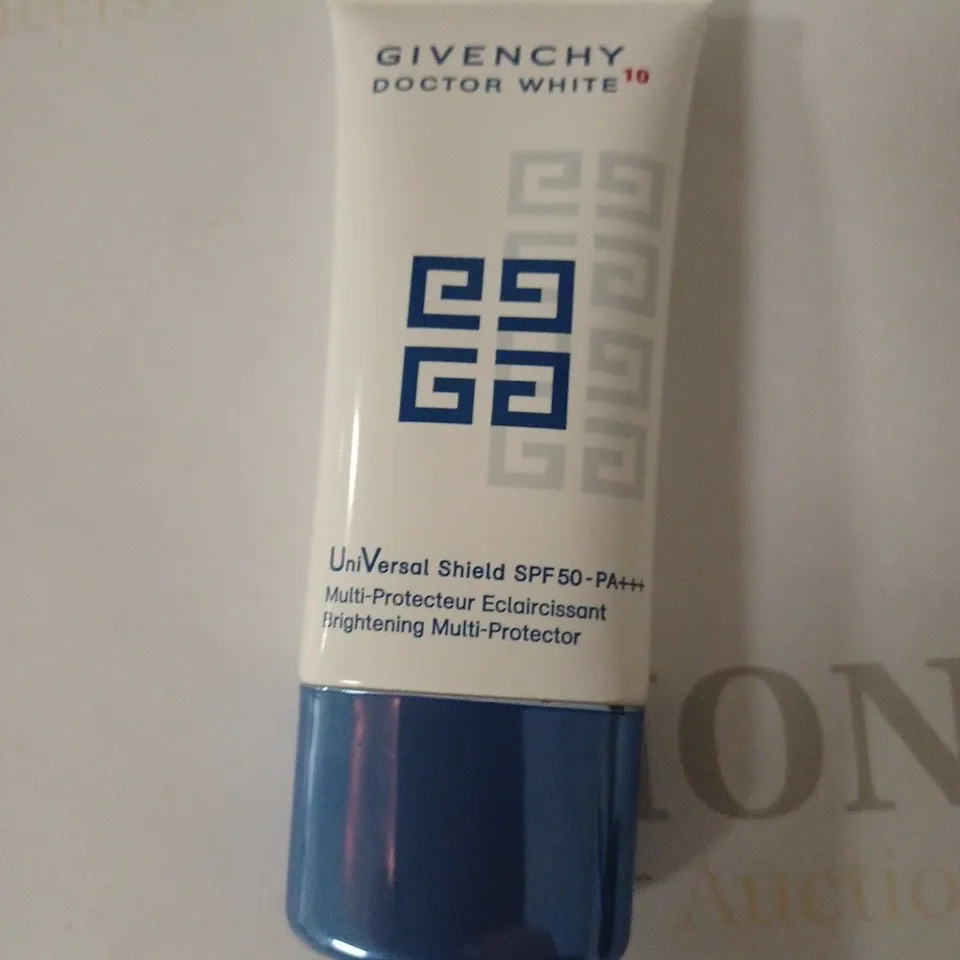 GIVENCHY
DOCTOR WHITE 10
UniVersal Shield SPF 50-PA+++
Multi-Protecteur Eclaircissant
Brightening Multi-Protector